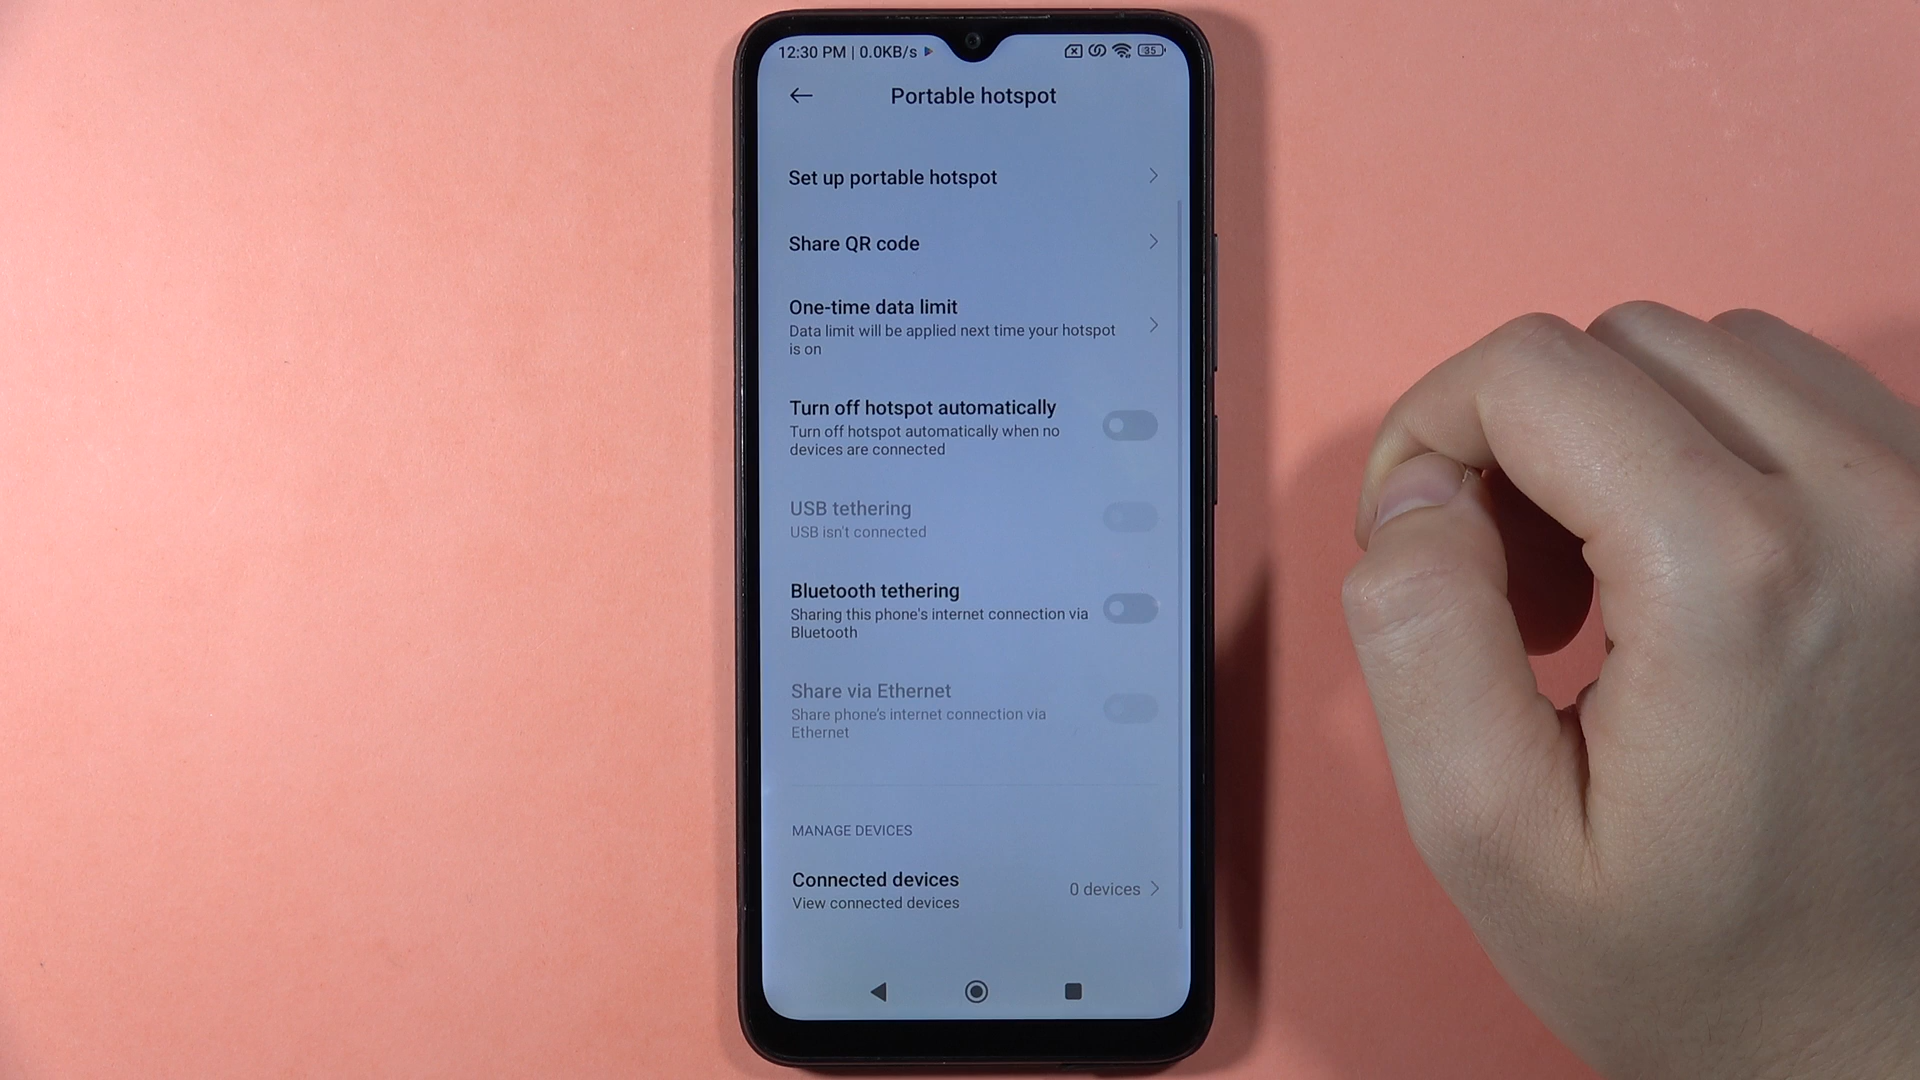 12:30 PM | 0.0KB/s
35
Portable hotspot
Set up portable hotspot
Share QR code
One-time data limit
Data limit will be applied next time your hotspot
is on
Turn off hotspot automatically
Turn off hotspot automatically when no
devices are connected
USB tethering
USB isn't connected
Bluetooth tethering
Sharing this phone's internet connection via
Bluetooth
Share via Ethernet
Share phone's internet connection via
Ethernet
MANAGE DEVICES
Connected devices
0 devices
View connected devices